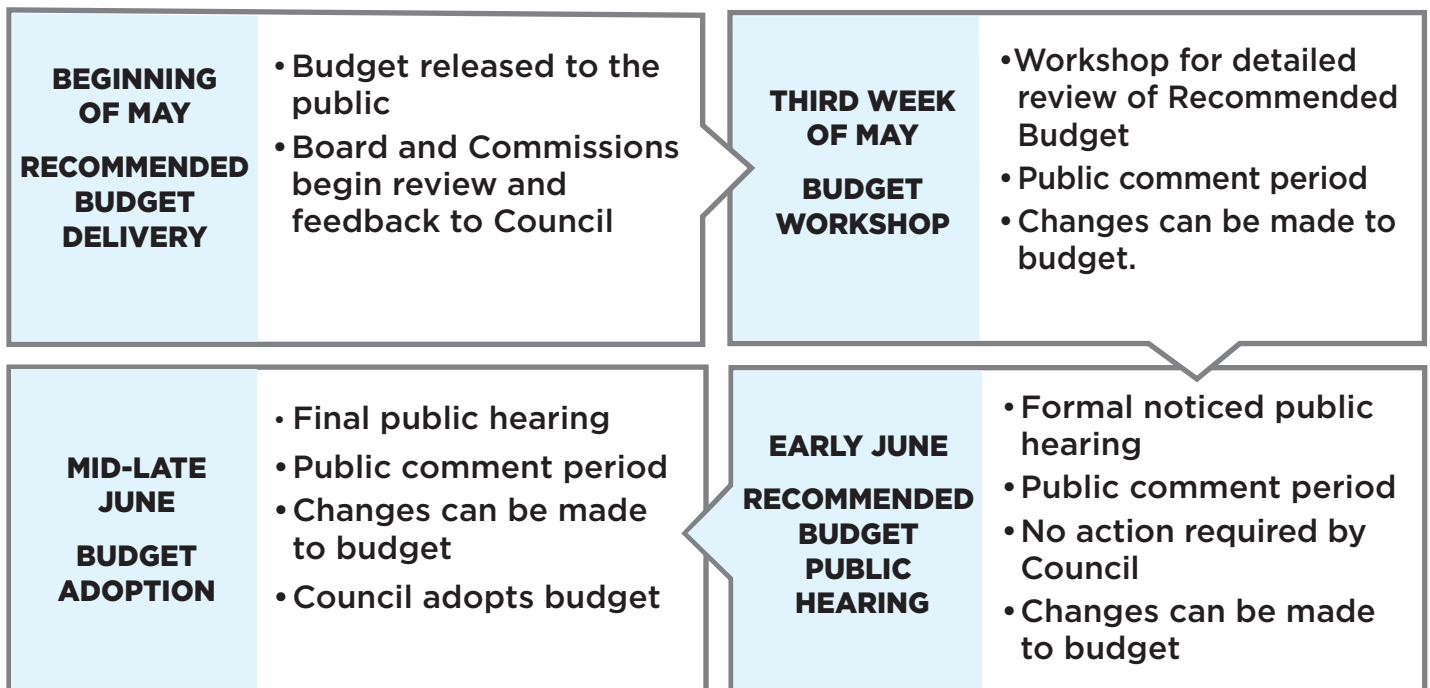 BEGINNING
OF MAY
RECOMMENDED
BUDGET
DELIVERY
• Budget released to the
public
• Board and Commissions
begin review and
feedback to Council
THIRD WEEK
OF MAY
BUDGET
WORKSHOP
•Workshop for detailed
review of Recommended
Budget
• Public comment period
• Changes can be made to
budget.
EARLY JUNE
RECOMMENDED
BUDGET
PUBLIC
HEARING
• Formal noticed public
hearing
• Public comment period
• No action required by
Council
• Changes can be made
to budget
MID-LATE
JUNE
BUDGET
ADOPTION
• Final public hearing
• Public comment period
• Changes can be made
to budget
• Council adopts budget